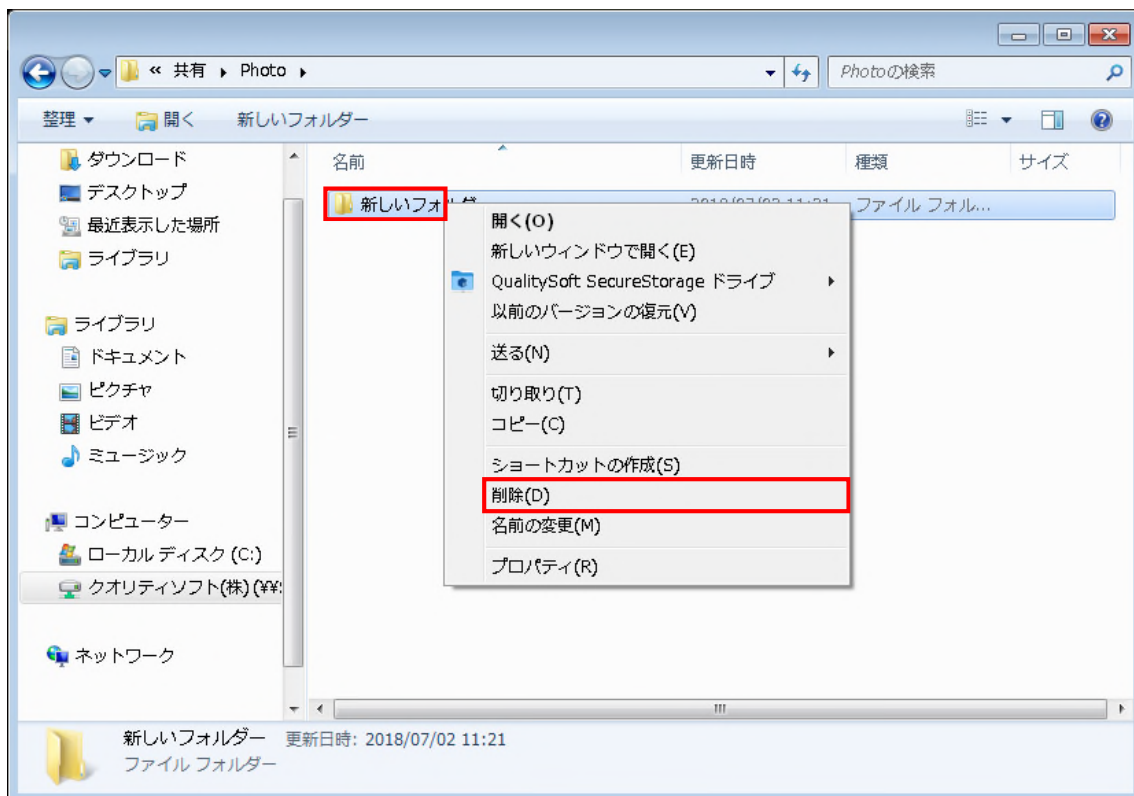 « 共有 ▸ Photo ▸
Photoの検索
整理 ▼ 開く 新しいフォルダー
ダウンロード
デスクトップ
最近表示した場所
ライブラリ
ライブラリ
ドキュメント
ピクチャ
ビデオ
ミュージック
コンピューター
ローカル ディスク (C:)
クオリティソフト(株)(¥¥
ネットワーク
名前 更新日時 種類 サイズ
新しいフォルダ 2018/07/02 11:21 ファイル フォル...
開く(O)
新しいウィンドウで開く(E)
QualitySoft SecureStorage ドライブ
以前のバージョンの復元(V)
送る(N)
切り取り(T)
コピー(C)
ショートカットの作成(S)
削除(D)
名前の変更(M)
プロパティ(R)
新しいフォルダー 更新日時: 2018/07/02 11:21
ファイル フォルダー